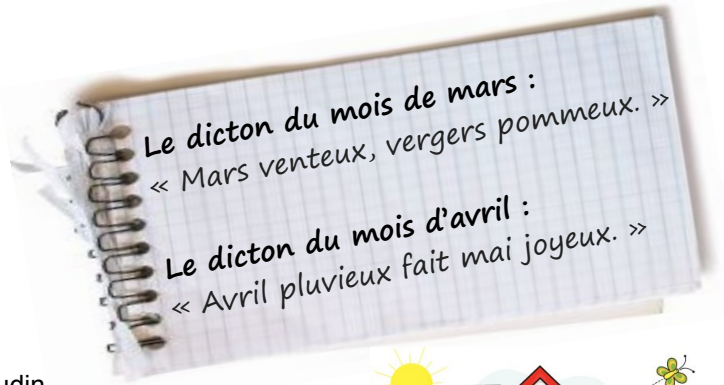 Le dicton du mois de mars :
« Mars venteux, vergers pommeux. »
Le dicton du mois d’avril :
« Avril pluvieux fait mai joyeux. »
udin